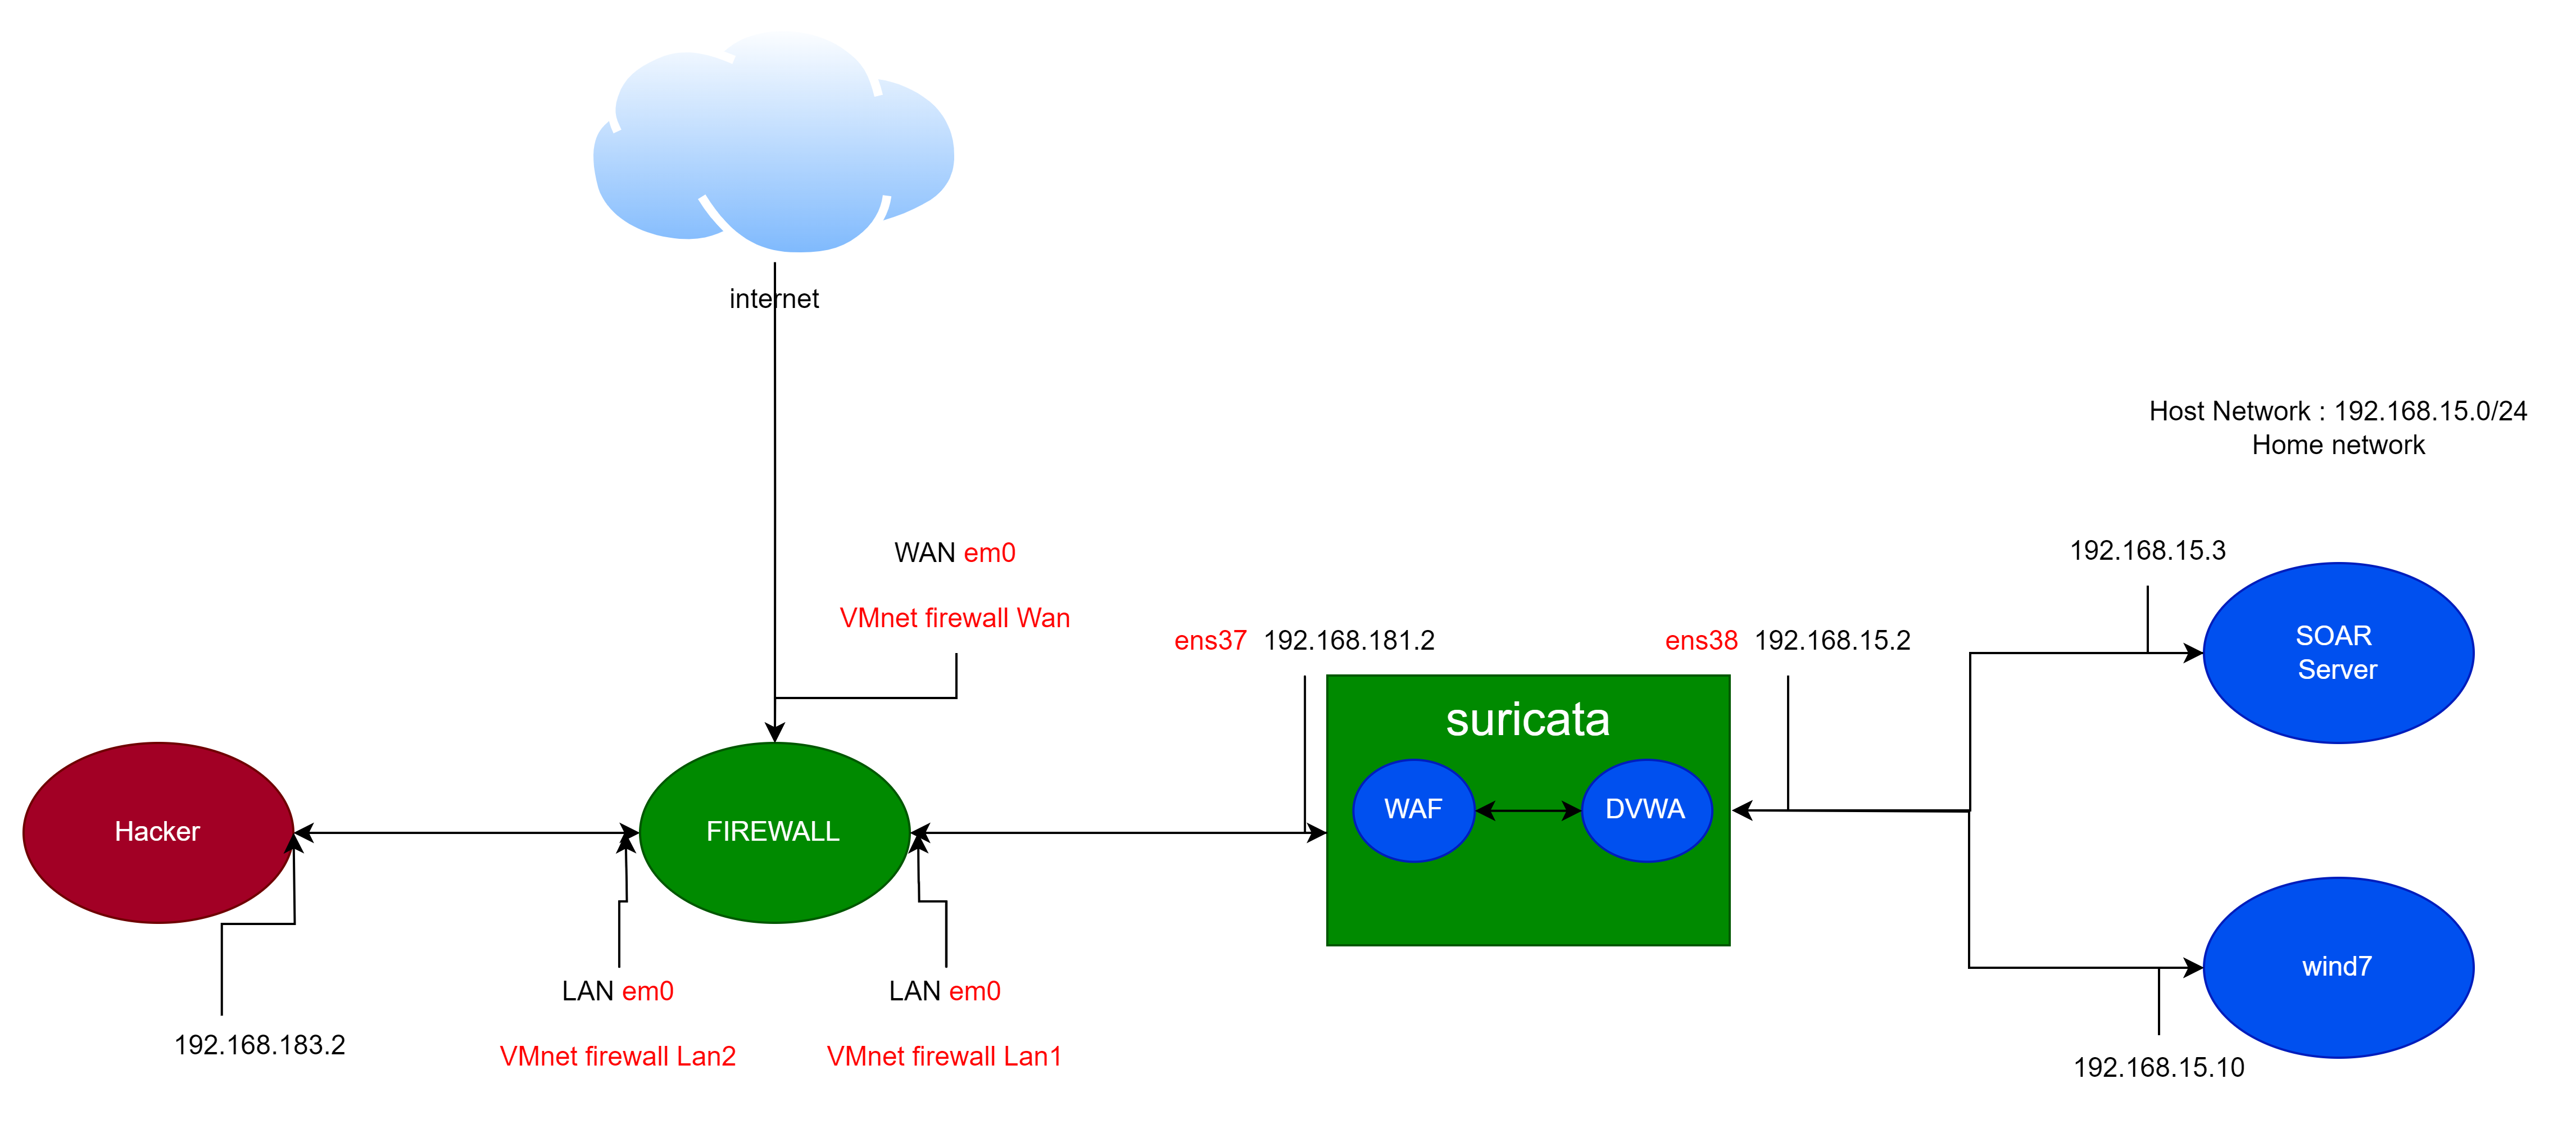 internet
Host Network : 192.168.15.0/24
Home network
WAN em0
VMnet firewall Wan
192.168.15.3
ens37 192.168.181.2
ens38 192.168.15.2
SOAR
Server
suricata
WAF
DVWA
Hacker
FIREWALL
wind7
LAN em0
LAN em0
192.168.183.2
VMnet firewall Lan2
VMnet firewall Lan1
192.168.15.10